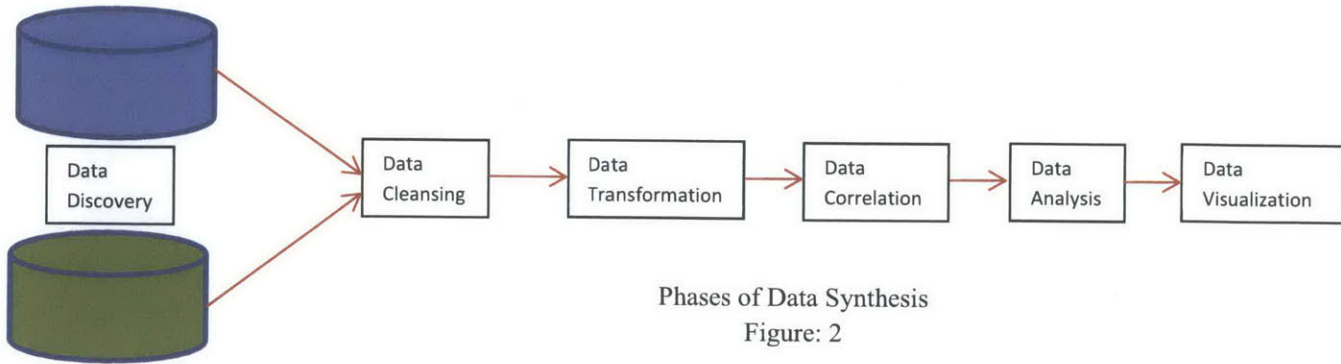 Data
Discovery
Data
Cleansing
Data
Transformation
Data
Correlation
Data
Analysis
Data
Visualization
Phases of Data Synthesis
Figure: 2